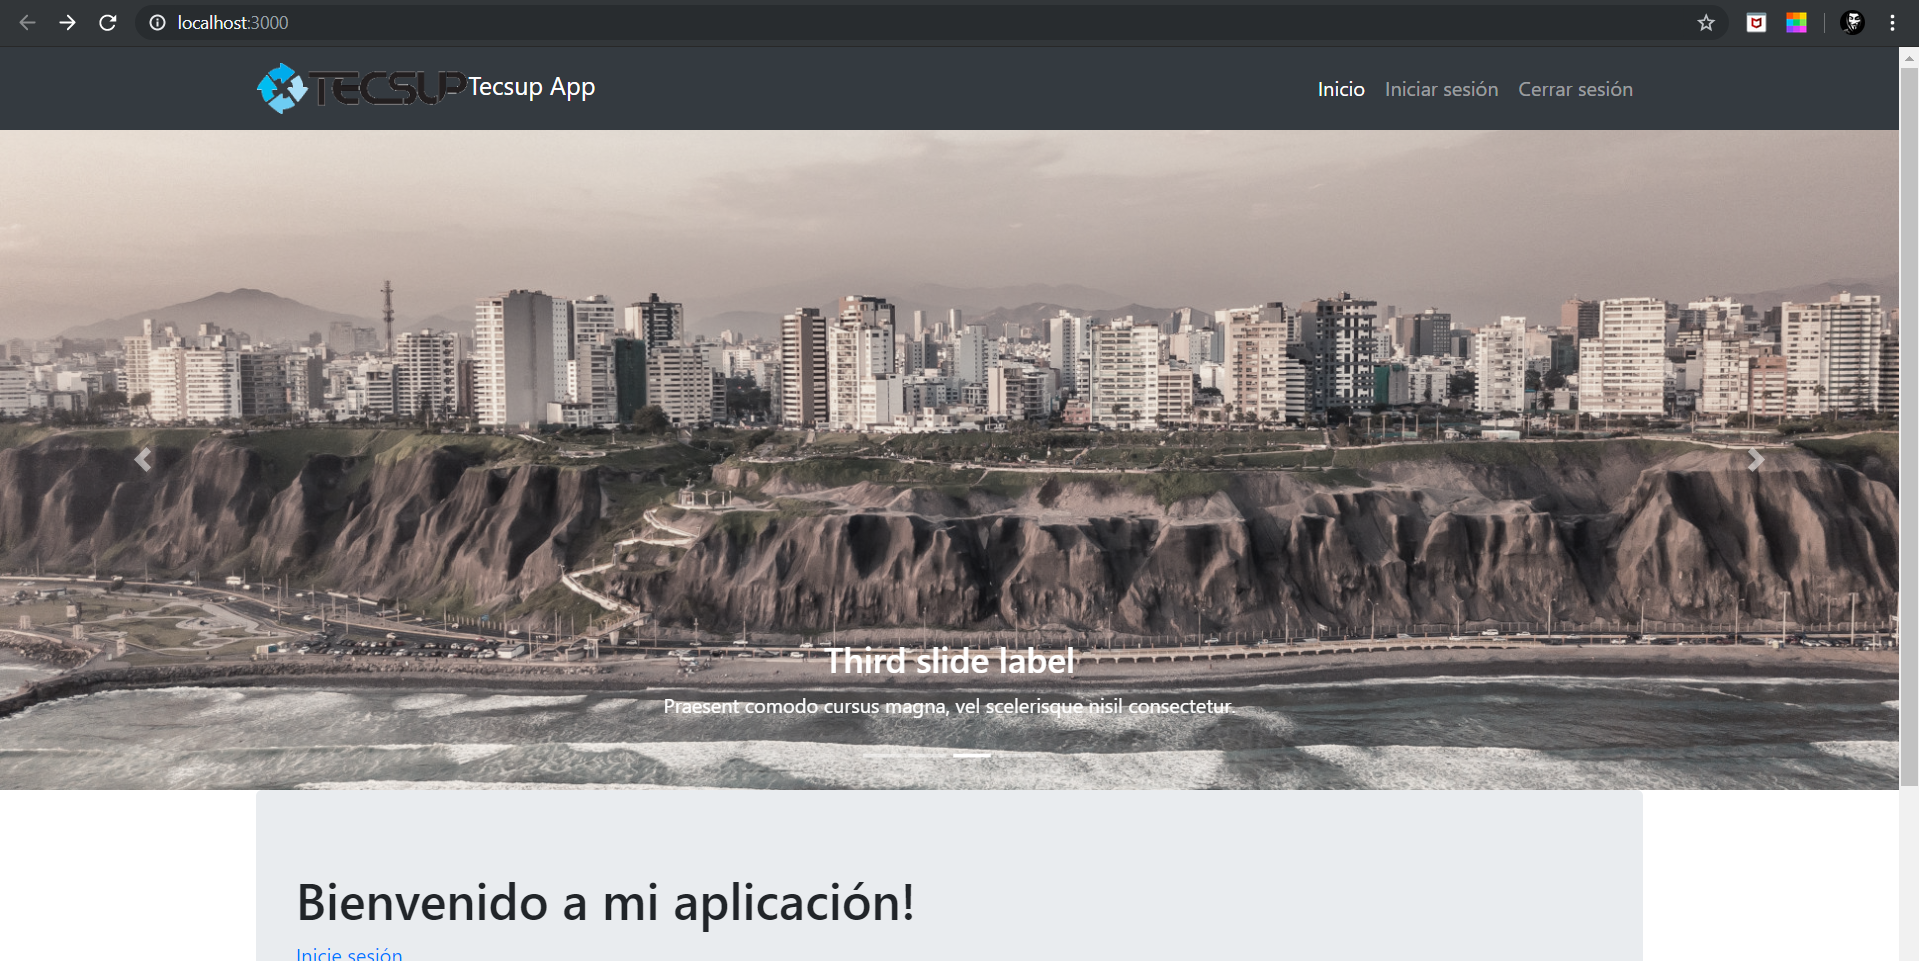 localhost:3000
TECSUP Tecsup App
Inicio Iniciar sesión Cerrar sesión
Third slide label
Praesent comodo cursus magna, vel scelerisque nisil consectetur.
Bienvenido a mi aplicación!
Inicie sesión